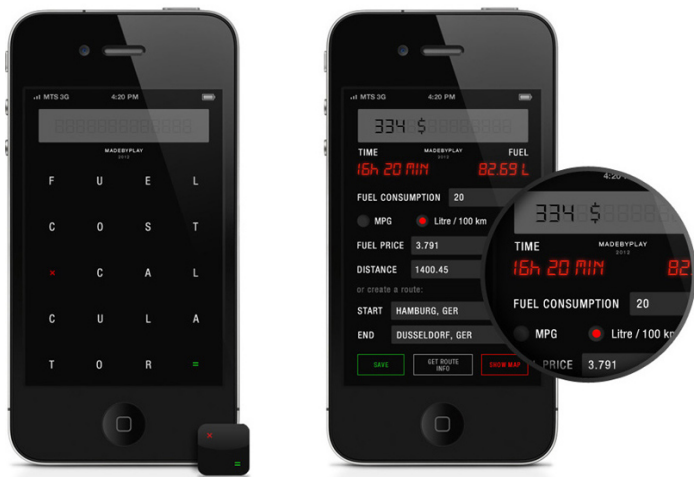 MTS 3G 4:20 PM
MADEBYPLAY
2012
F U E L
C O S T
× C A L
C U L A
T O R =
× =
MTS 3G 4:20 PM
334 $
TIME MADEBYPLAY FUEL
2012
16h 20 MIN 82.69 L
FUEL CONSUMPTION 20
MPG Litre / 100 km
FUEL PRICE 3.791
DISTANCE 1400.45
or create a route:
START HAMBURG, GER
END DUSSELDORF, GER
SAVE GET ROUTE INFO SHOW MAP
4:20
334 $
TIME MADEBYPLAY
2012
16h 20 MIN 82
FUEL CONSUMPTION 20
MPG Litre / 100 km
PRICE 3.791